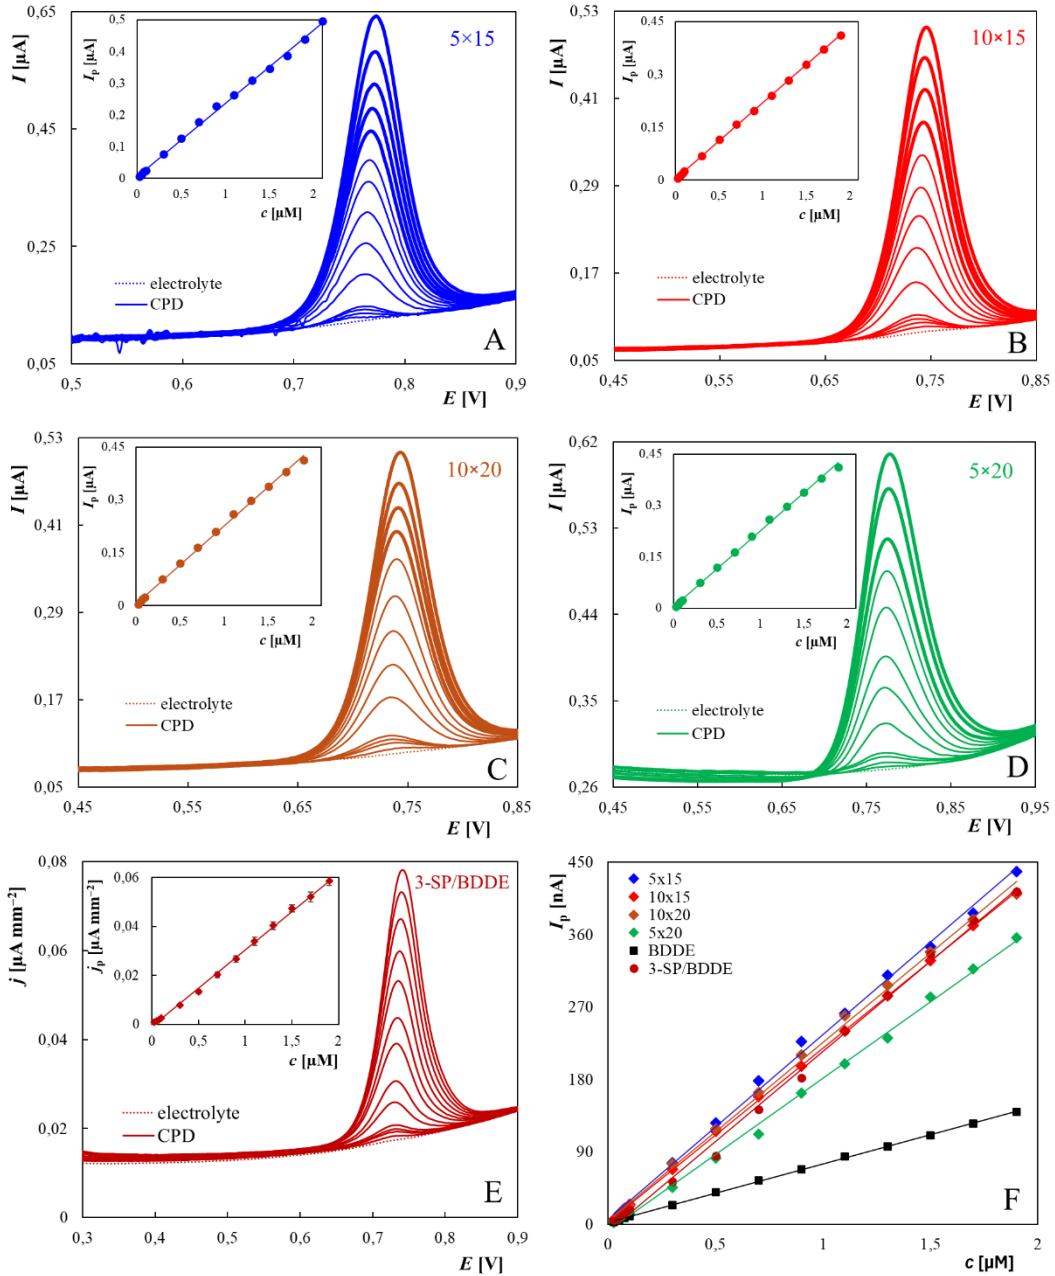 0,65
0,45
0,25
0,05
I [µA]
5×15
0,5
0,4
0,3
0,2
0,1
0
Ip [µA]
0 0,5 1 1,5 2
c [µM]
electrolyte
CPD
A
0,5 0,6 0,7 0,8 0,9
E [V]
0,53
0,41
0,29
0,17
0,05
I [µA]
10×15
0,45
0,3
0,15
0
Ip [µA]
0 0,5 1 1,5 2
c [µM]
electrolyte
CPD
B
0,45 0,55 0,65 0,75 0,85
E [V]
0,53
0,41
0,29
0,17
0,05
I [µA]
10×20
0,45
0,3
0,15
0
Ip [µA]
0 0,5 1 1,5 2
c [µM]
electrolyte
CPD
C
0,45 0,55 0,65 0,75 0,85
E [V]
0,62
0,53
0,44
0,35
0,26
I [µA]
5×20
0,45
0,3
0,15
0
Ip [µA]
0 0,5 1 1,5 2
c [µM]
electrolyte
CPD
D
0,45 0,55 0,65 0,75 0,85 0,95
E [V]
0,08
0,06
0,04
0,02
0
j [µA mm−2]
3-SP/BDDE
0,06
0,04
0,02
0
jp [µA mm−2]
0 0,5 1 1,5 2
c [µM]
electrolyte
CPD
E
0,3 0,4 0,5 0,6 0,7 0,8 0,9
E [V]
450
360
270
180
90
0
Ip [nA]
5x15
10x15
10x20
5x20
BDDE
3-SP/BDDE
F
0 0,5 1 1,5 2
c [µM]